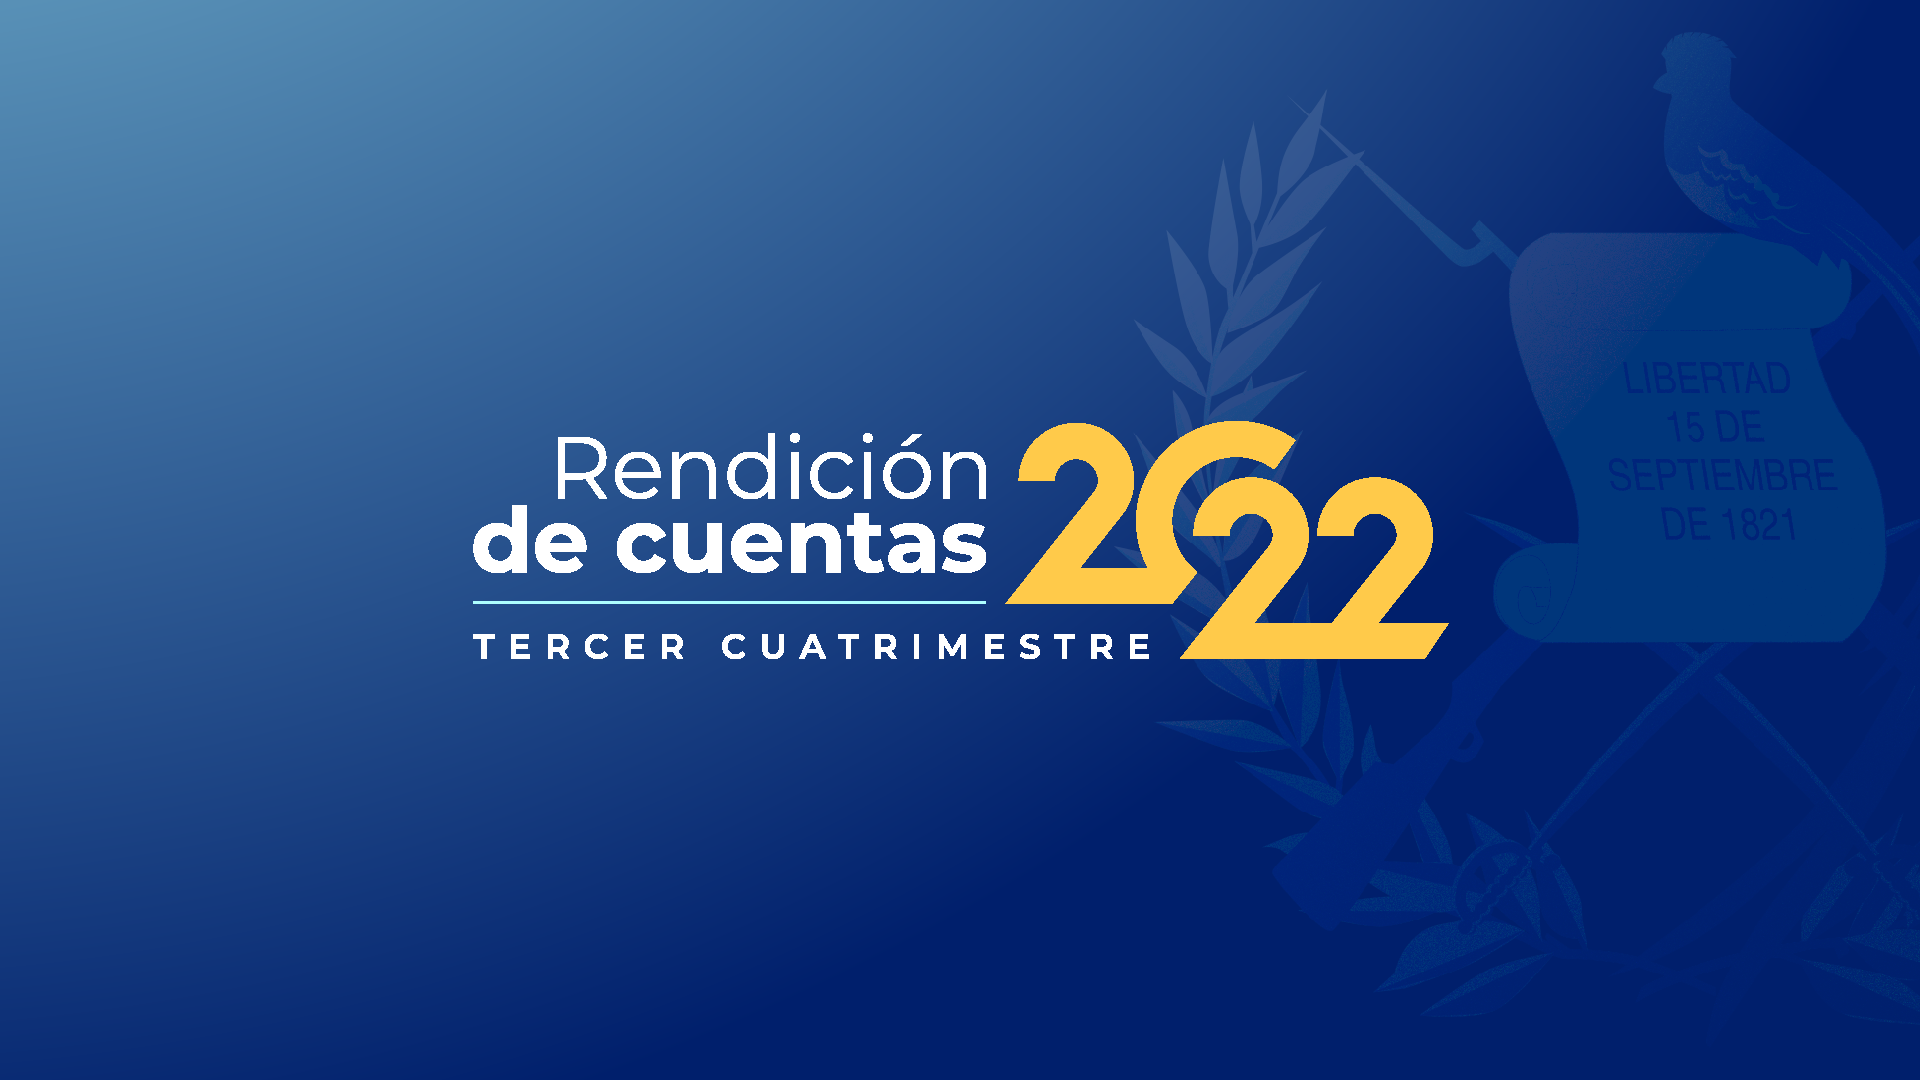 Rendición
de cuentas
2022
TERCER CUATRIMESTRE
LIBERTAD
15 DE
SEPTIEMBRE
DE 1821